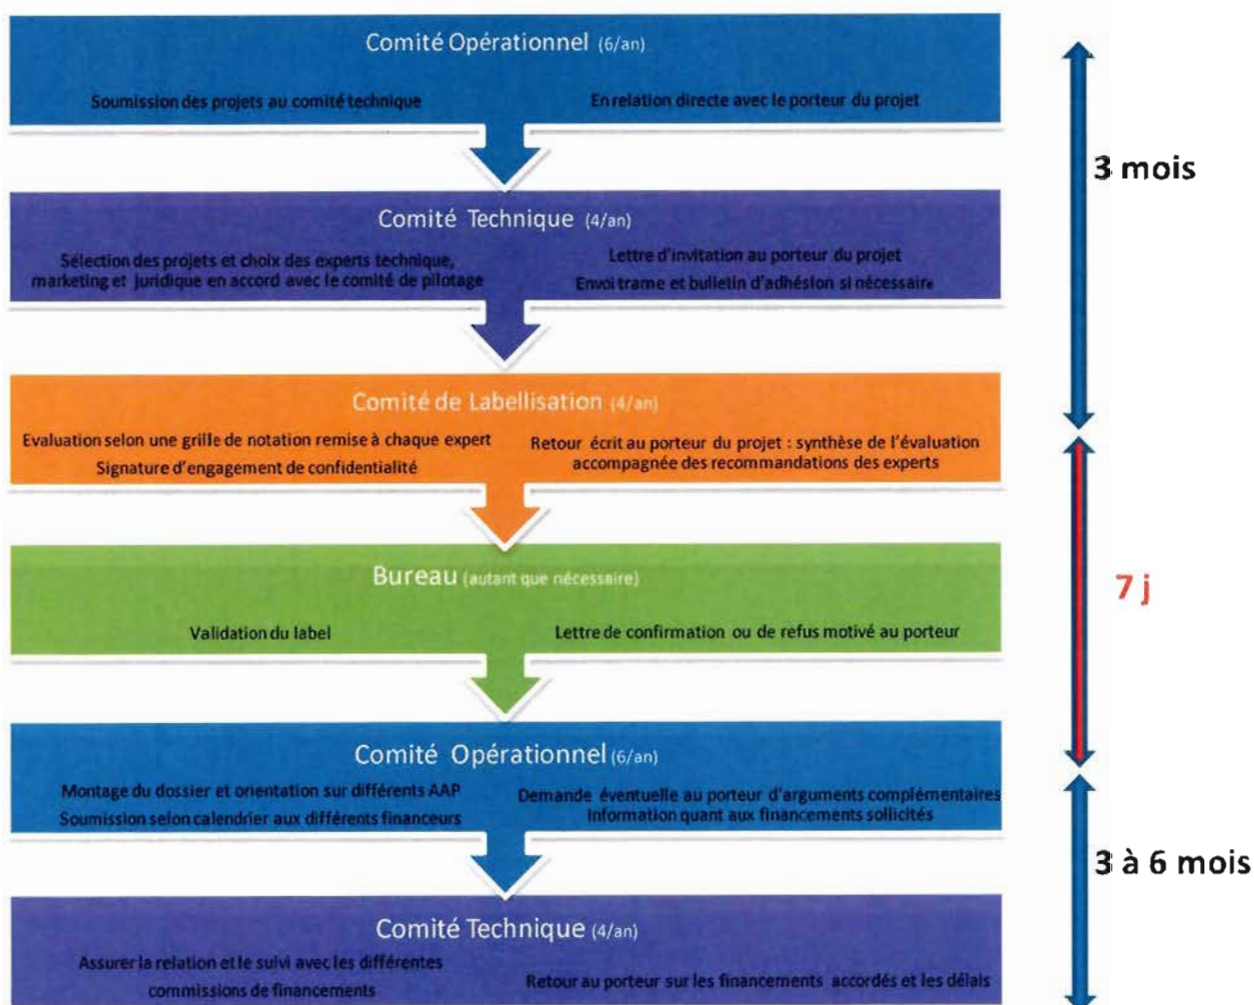 Comité Opérationnel (6/an)
Soumission des projets au comité technique
En relation directe avec le porteur du projet
3 mois
Comité Technique (4/an)
Sélection des projets et choix des experts technique,
marketing et juridique en accord avec le comité de pilotage
Lettre d'invitation au porteur du projet
Envoi trame et bulletin d'adhésion si nécessaire
Comité de Labellisation (4/an)
Evaluation selon une grille de notation remise à chaque expert
Signature d'engagement de confidentialité
Retour écrit au porteur du projet : synthèse de l'évaluation
accompagnée des recommandations des experts
7 j
Bureau (autant que nécessaire)
Validation du label
Lettre de confirmation ou de refus motivé au porteur
Comité Opérationnel (6/an)
Montage du dossier et orientation sur différents AAP
Soumission selon calendrier aux différents financeurs
Demande éventuelle au porteur d'arguments complémentaires
Information quant aux financements sollicités
3 à 6 mois
Comité Technique (4/an)
Assurer la relation et le suivi avec les différentes
commissions de financements
Retour au porteur sur les financements accordés et les délais